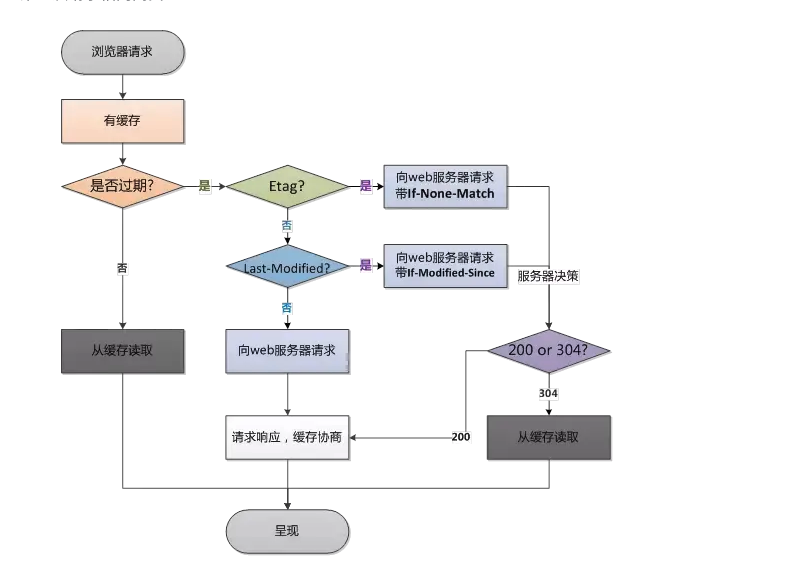 浏览器请求
有缓存
是否过期?
是
Etag?
是
向web服务器请求
带If-None-Match
否
否
Last-Modified?
是
向web服务器请求
带If-Modified-Since
服务器决策
否
从缓存读取
向web服务器请求
200 or 304?
304
请求响应，缓存协商
200
从缓存读取
呈现